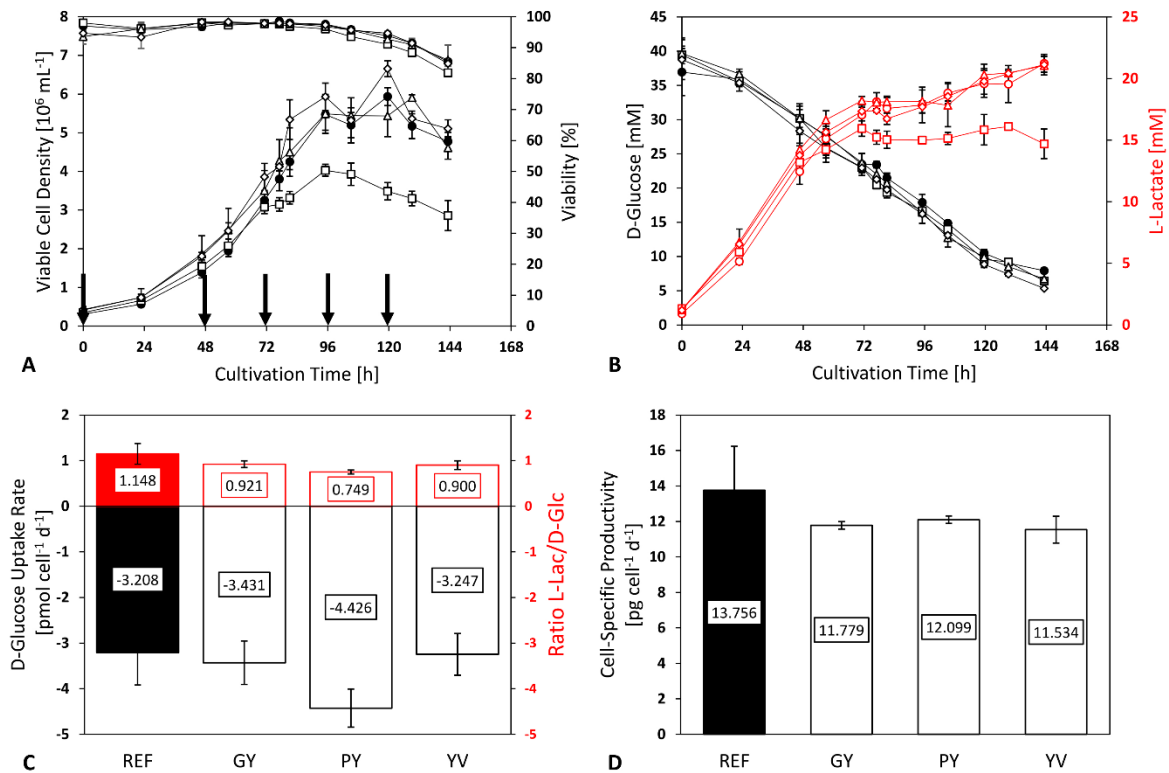 Viable Cell Density [10⁶ mL⁻¹]
8
7
6
5
4
3
2
1
0
100
90
80
70
60
50
40
30
20
10
0
Viability [%]
0 24 48 72 96 120 144 168
Cultivation Time [h]
A
D-Glucose [mM]
45
40
35
30
25
20
15
10
5
0
25
20
15
10
5
0
L-Lactate [mM]
0 24 48 72 96 120 144 168
Cultivation Time [h]
B
D-Glucose Uptake Rate
[pmol cell⁻¹ d⁻¹]
2
1
0
-1
-2
-3
-4
-5
1.148 0.921 0.749 0.900
-3.208 -3.431 -4.426 -3.247
2
1
0
-1
-2
-3
-4
-5
Ratio L-Lac/D-Glc
REF GY PY YV
C
Cell-Specific Productivity
[pg cell⁻¹ d⁻¹]
18
16
14
12
10
8
6
4
2
0
13.756 11.779 12.099 11.534
REF GY PY YV
D